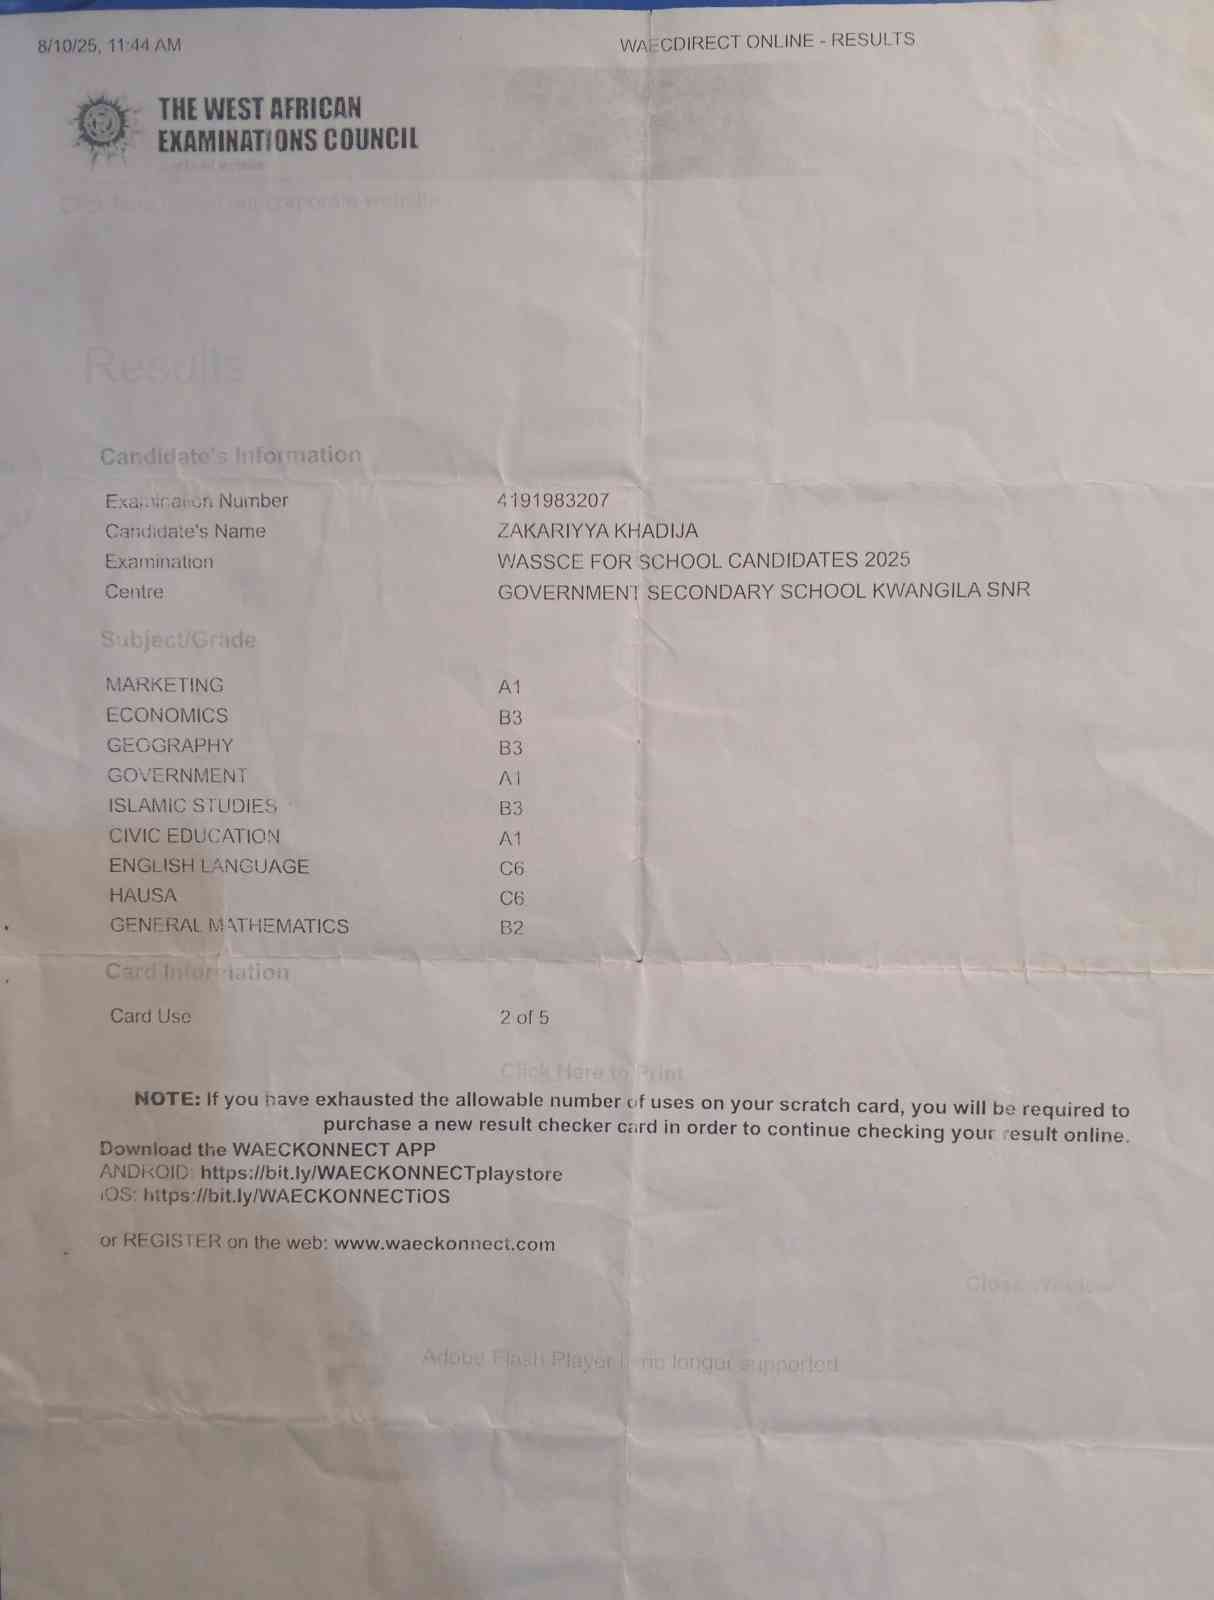 8/10/25, 11:44 AM
WAECDIRECT ONLINE - RESULTS
THE WEST AFRICAN
EXAMINATIONS COUNCIL
Results
Candidate's Information
Examination Number 4191983207
Candidate's Name ZAKARIYYA KHADIJA
Examination WASSCE FOR SCHOOL CANDIDATES 2025
Centre GOVERNMENT SECONDARY SCHOOL KWANGILA SNR
Subject/Grade
MARKETING A1
ECONOMICS B3
GEOGRAPHY B3
GOVERNMENT A1
ISLAMIC STUDIES B3
CIVIC EDUCATION A1
ENGLISH LANGUAGE C6
HAUSA C6
GENERAL MATHEMATICS B2
Card Information
Card Use 2 of 5
Click Here to Print
NOTE: If you have exhausted the allowable number of uses on your scratch card, you will be required to
purchase a new result checker card in order to continue checking your result online.
Download the WAECKONNECT APP
ANDROID: https://bit.ly/WAECKONNECTplaystore
iOS: https://bit.ly/WAECKONNECTiOS
or REGISTER on the web: www.waeckonnect.com
Close Window
Adobe Flash Player is no longer supported